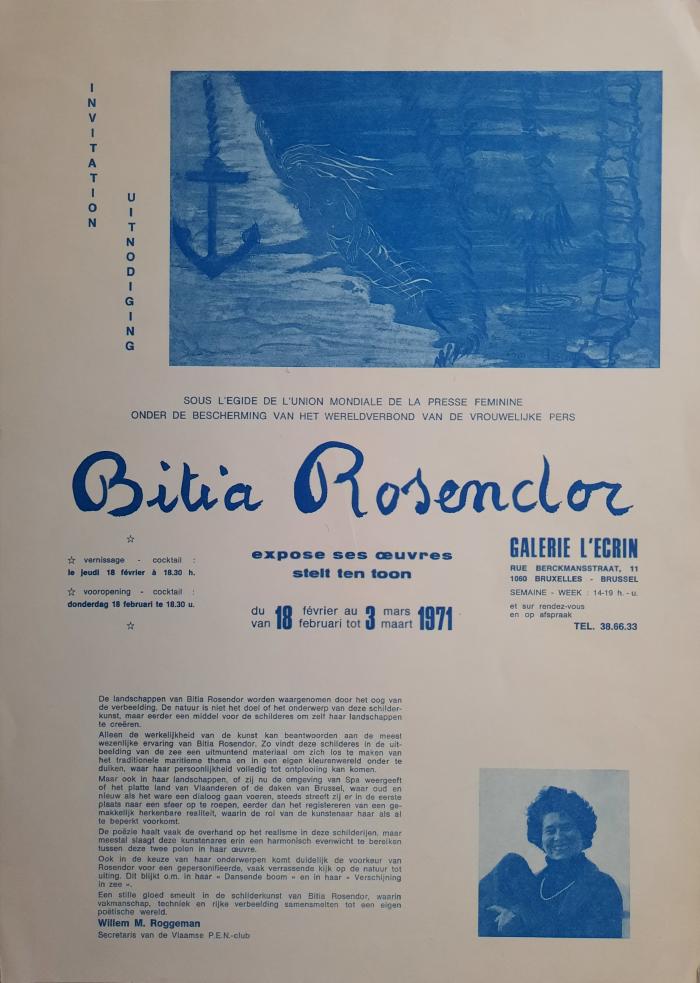 INVITATION
UITNODIGING
SOUS L'EGIDE DE L'UNION MONDIALE DE LA PRESSE FEMININE
ONDER DE BESCHERMING VAN HET WERELDVERBOND VAN DE VROUWELIJKE PERS
Bitia Rosendor
☆
☆ vernissage - cocktail :
le jeudi 18 février à 18.30 h.
☆ vooropening - cocktail :
donderdag 18 februari te 18.30 u.
☆
expose ses œuvres
stelt ten toon
du 18 février au 3 mars 1971
van 18 februari tot 3 maart 1971
GALERIE L'ECRIN
RUE BERCKMANSSTRAAT, 11
1060 BRUXELLES - BRUSSEL
SEMAINE - WEEK : 14-19 h. - u.
et sur rendez-vous
en op afspraak
TEL. 38.66.33
De landschappen van Bitia Rosendor worden waargenomen door het oog van
de verbeelding. De natuur is niet het doel of het onderwerp van deze schilder-
kunst, maar eerder een middel voor de schilderes om zelf haar landschappen
te creëren.
Alleen de werkelijkheid van de kunst kan beantwoorden aan de meest
wezenlijke ervaring van Bitia Rosendor. Zo vindt deze schilderes in de uit-
beelding van de zee een uitmuntend materiaal om zich los te maken van
het traditionele maritieme thema en in een eigen kleurenwereld onder te
duiken, waar haar persoonlijkheid volledig tot ontplooiing kan komen.
Maar ook in haar landschappen, of zij nu de omgeving van Spa weergeeft
of het platte land van Vlaanderen of de daken van Brussel, waar oud en
nieuw als het ware een dialoog gaan voeren, steeds streeft zij er in de eerste
plaats naar een sfeer op te roepen, eerder dan het registereren van een ge-
makkelijk herkenbare realiteit, waarin de rol van de kunstenaar haar als al
te beperkt voorkomt.
De poëzie haalt vaak de overhand op het realisme in deze schilderijen, maar
meestal slaagt deze kunstenares erin een harmonisch evenwicht te bereiken
tussen deze twee polen in haar œuvre.
Ook in de keuze van haar onderwerpen komt duidelijk de voorkeur van
Rosendor voor een gepersonifieerde, vaak verrassende kijk op de natuur tot
uiting. Dit blijkt o.m. in haar « Dansende boom » en in haar « Verschijning
in zee ».
Een stille gloed smeult in de schilderkunst van Bitia Rosendor, waarin
vakmanschap, techniek en rijke verbeelding samensmelten tot een eigen
poëtische wereld.
Willem M. Roggeman
Secretaris van de Vlaamse P.E.N.-club